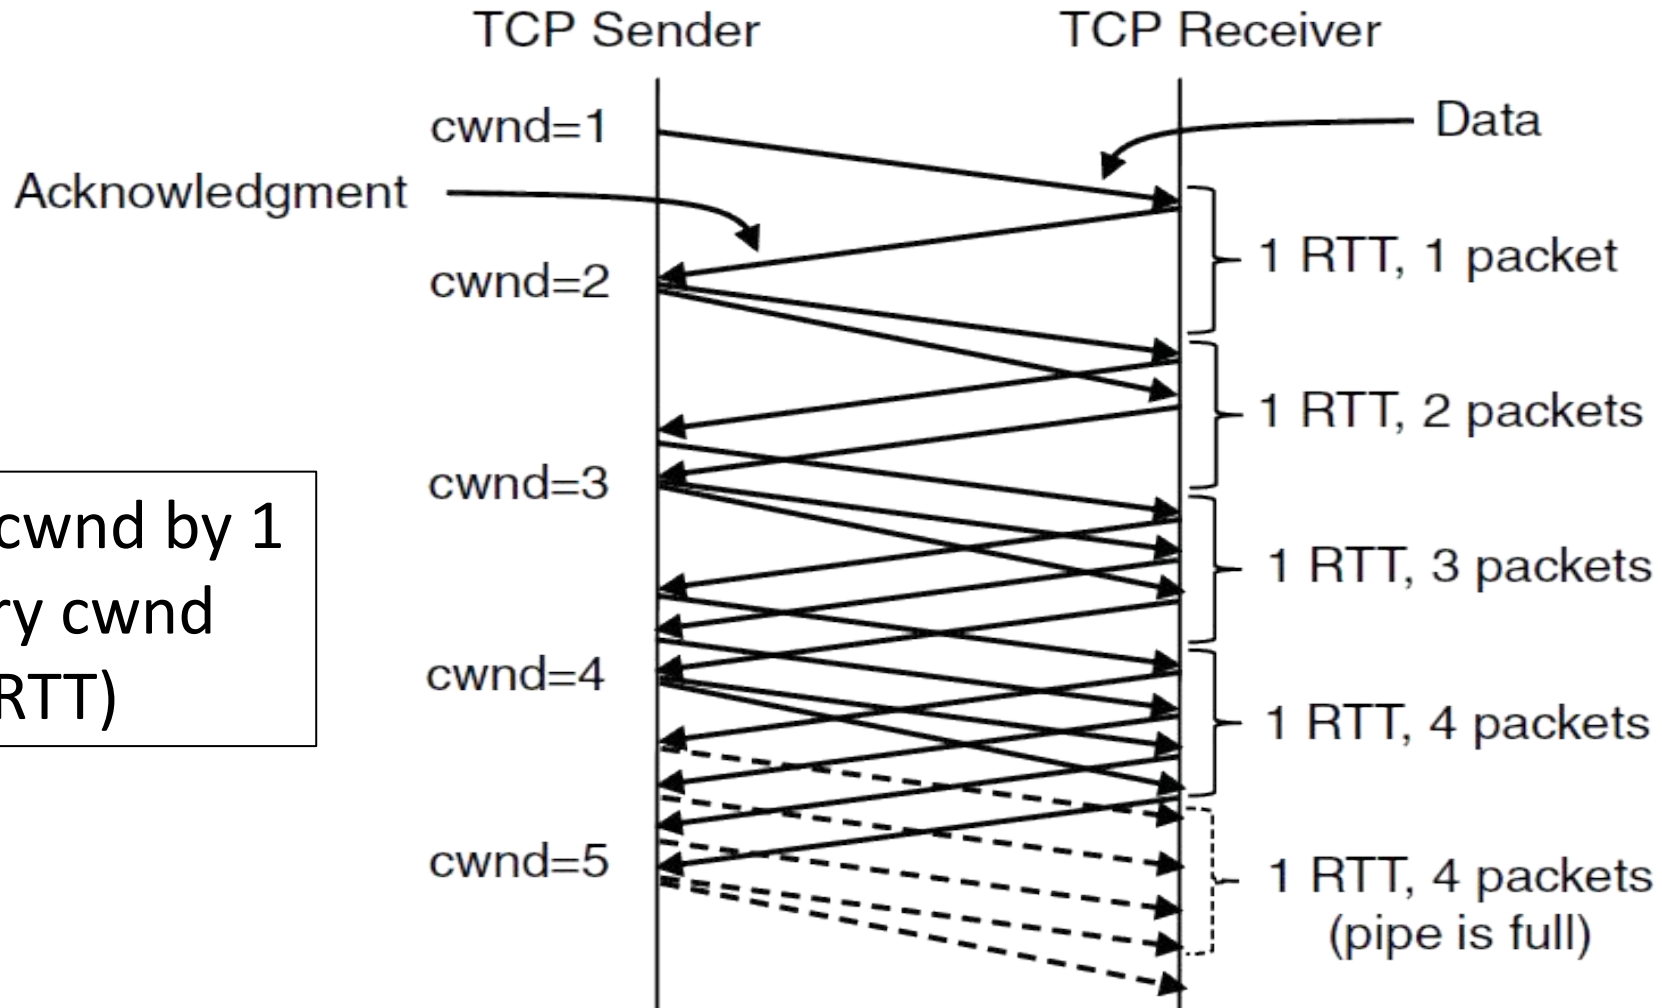 TCP Sender
TCP Receiver
cwnd=1
Data
Acknowledgment
1 RTT, 1 packet
cwnd=2
1 RTT, 2 packets
cwnd=3
cwnd by 1
ry cwnd
RTT)
1 RTT, 3 packets
cwnd=4
1 RTT, 4 packets
cwnd=5
1 RTT, 4 packets
(pipe is full)